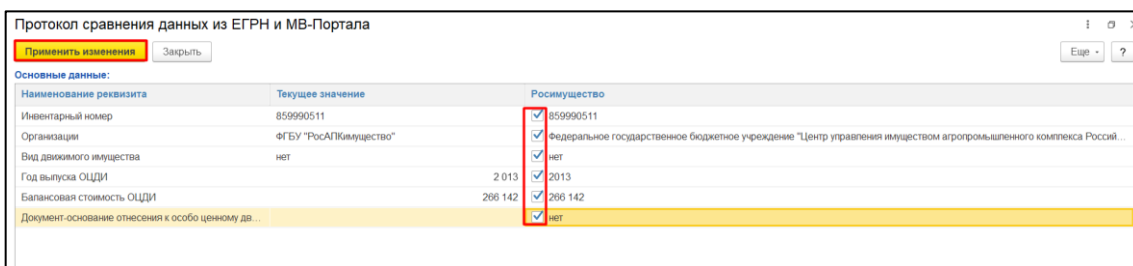 Протокол сравнения данных из ЕГРН и МВ-Портала
Применить изменения Закрыть Еще ?
Основные данные:
Наименование реквизита Текущее значение Росимущество
Инвентарный номер 859990511 859990511
Организации ФГБУ "РосАПКимущество" Федеральное государственное бюджетное учреждение "Центр управления имуществом агропромышленного комплекса Россий...
Вид движимого имущества нет нет
Год выпуска ОЦДИ 2 013 2013
Балансовая стоимость ОЦДИ 266 142 266 142
Документ-основание отнесения к особо ценному дв... нет